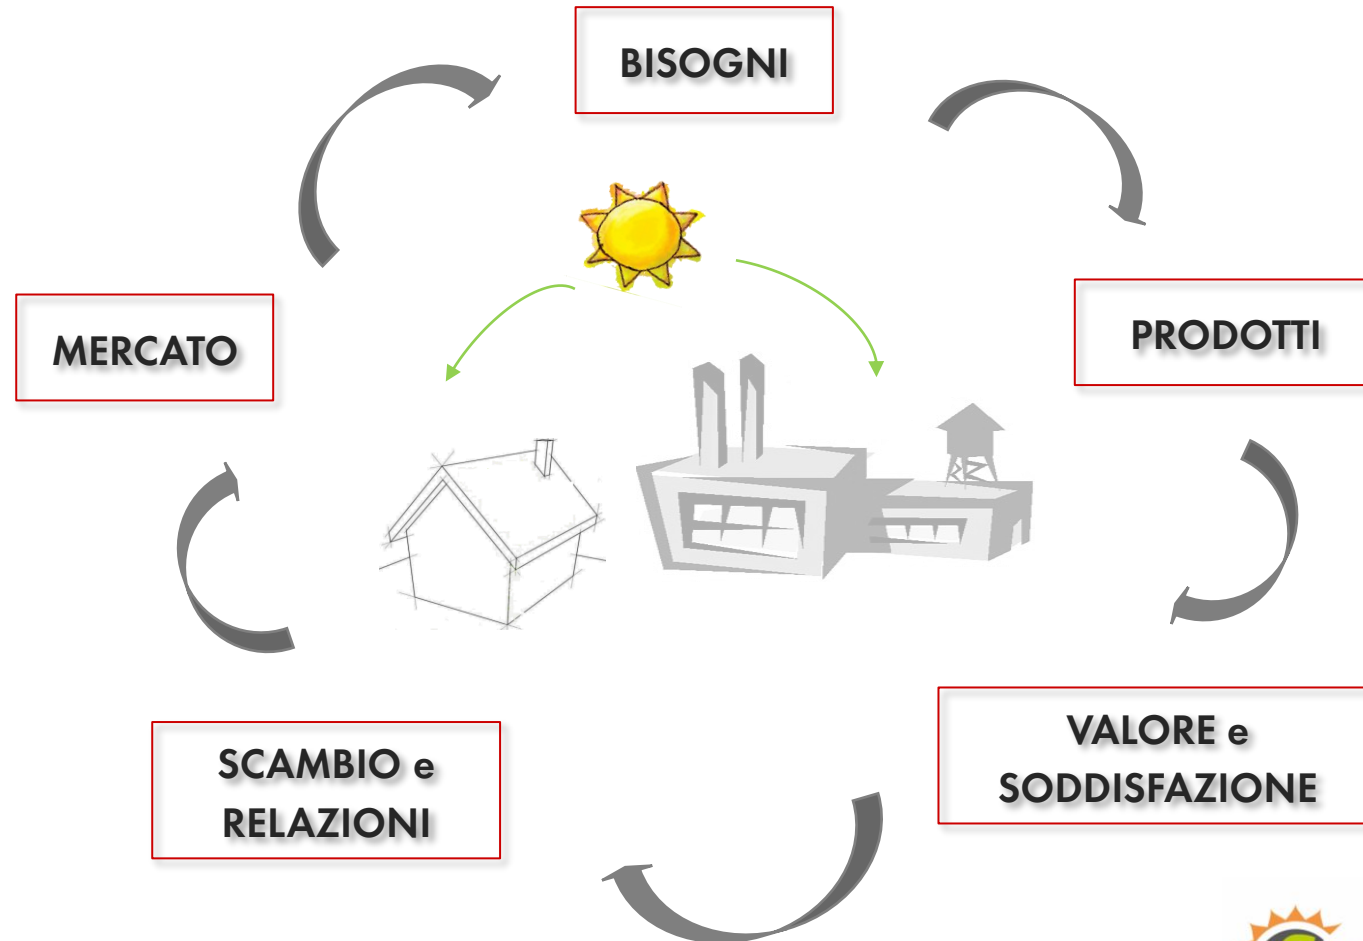 BISOGNI
MERCATO
PRODOTTI
SCAMBIO e
RELAZIONI
VALORE e
SODDISFAZIONE